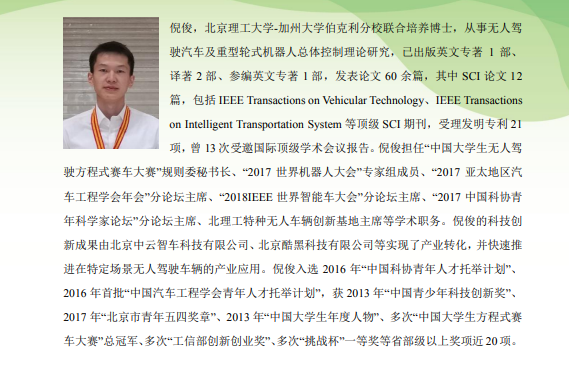 倪俊，北京理工大学-加州大学伯克利分校联合培养博士，从事无人驾
驶汽车及重型轮式机器人总体控制理论研究，已出版英文专著 1 部、
译著 2 部、参编英文专著 1 部，发表论文 60 余篇，其中 SCI 论文 12
篇，包括 IEEE Transactions on Vehicular Technology、IEEE Transactions
on Intelligent Transportation System 等顶级 SCI 期刊，受理发明专利 21
项，曾 13 次受邀国际顶级学术会议报告。倪俊担任“中国大学生无人驾
驶方程式赛车大赛”规则委秘书长、“2017 世界机器人大会”专家组成员、“2017 亚太地区汽
车工程学会年会”分论坛主席、“2018IEEE 世界智能车大会”分论坛主席、“2017 中国科协青
年科学家论坛”分论坛主席、北理工特种无人车辆创新基地主席等学术职务。倪俊的科技创
新成果由北京中云智车科技有限公司、北京酷黑科技有限公司等实现了产业转化，并快速推
进在特定场景无人驾驶车辆的产业应用。倪俊入选 2016 年“中国科协青年人才托举计划”、
2016 年首批“中国汽车工程学会青年人才托举计划”，获 2013 年“中国青少年科技创新奖”、
2017 年“北京市青年五四奖章”、2013 年“中国大学生年度人物”、多次“中国大学生方程式赛
车大赛”总冠军、多次“工信部创新创业奖”、多次“挑战杯”一等奖等省部级以上奖项近 20 项。